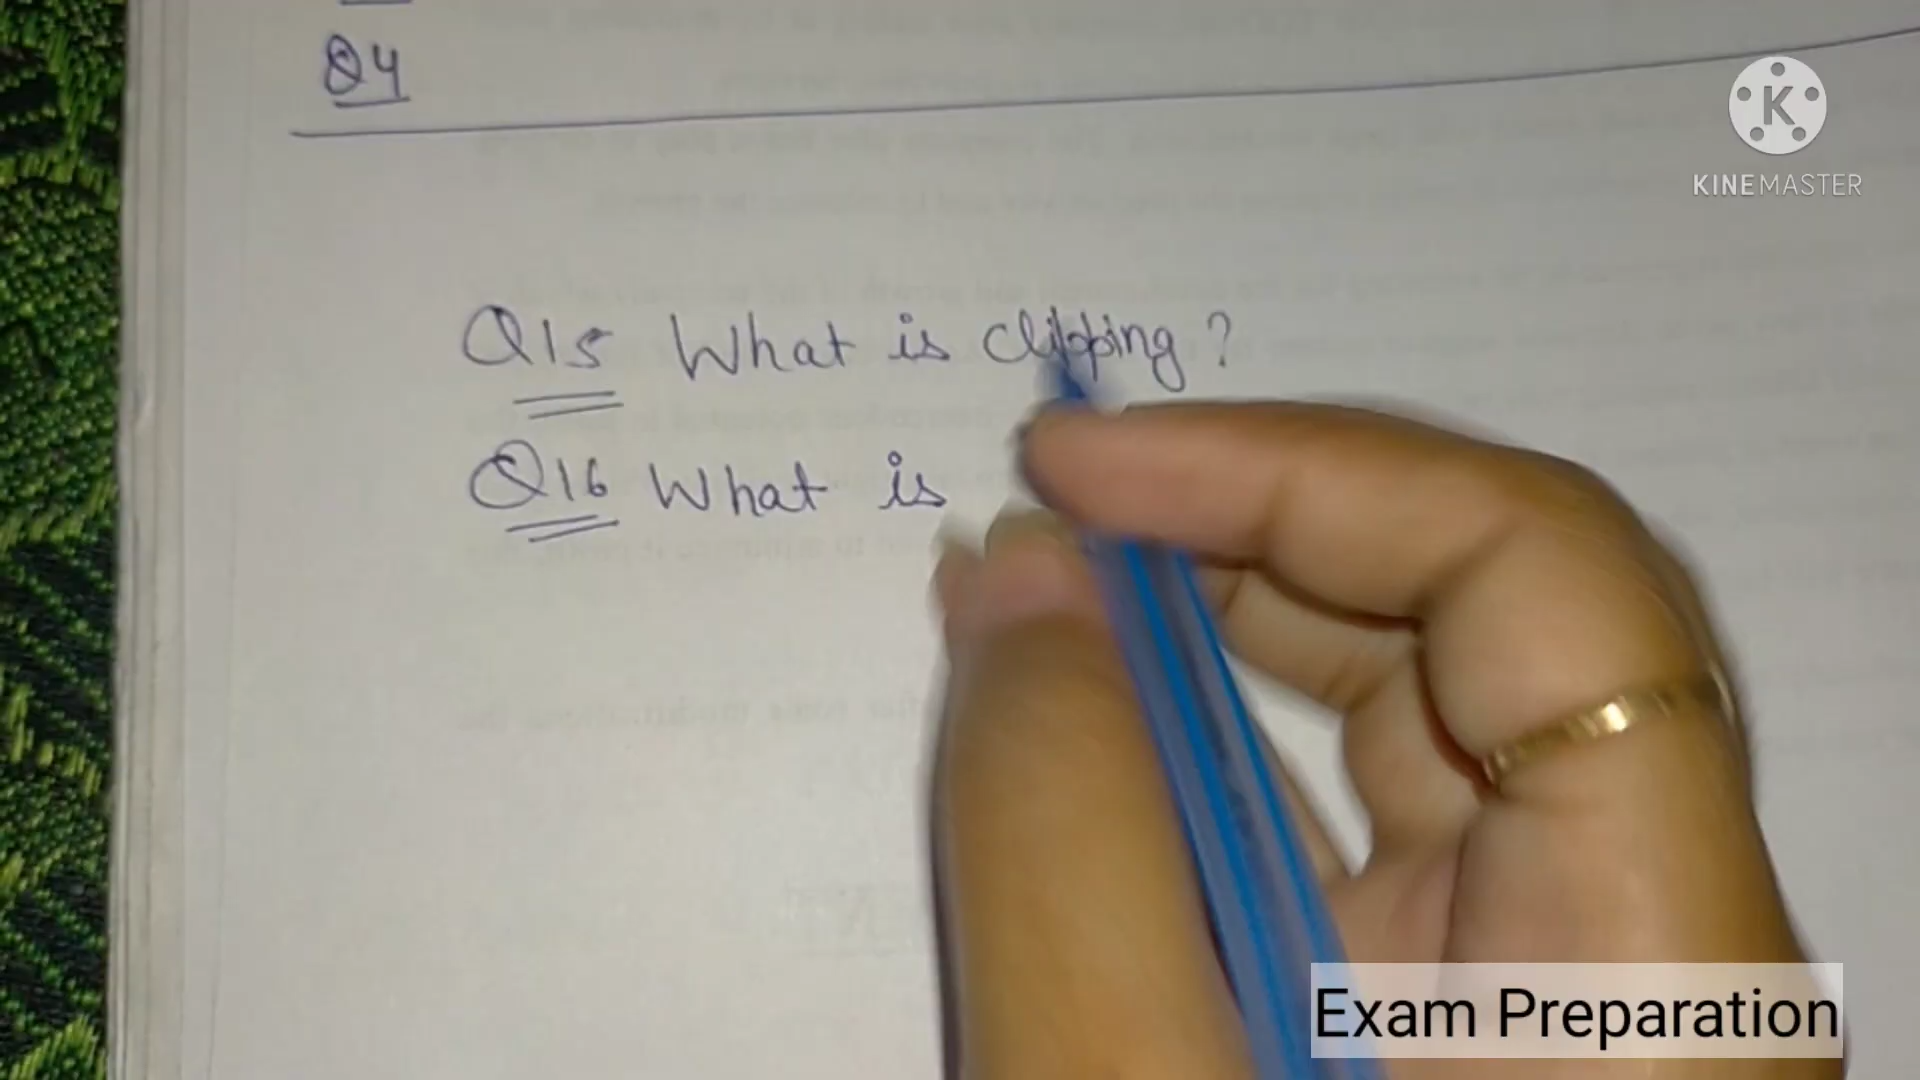 Q4
KINEMASTER
Q15 What is clipping?
Q16 What is
Exam Preparation